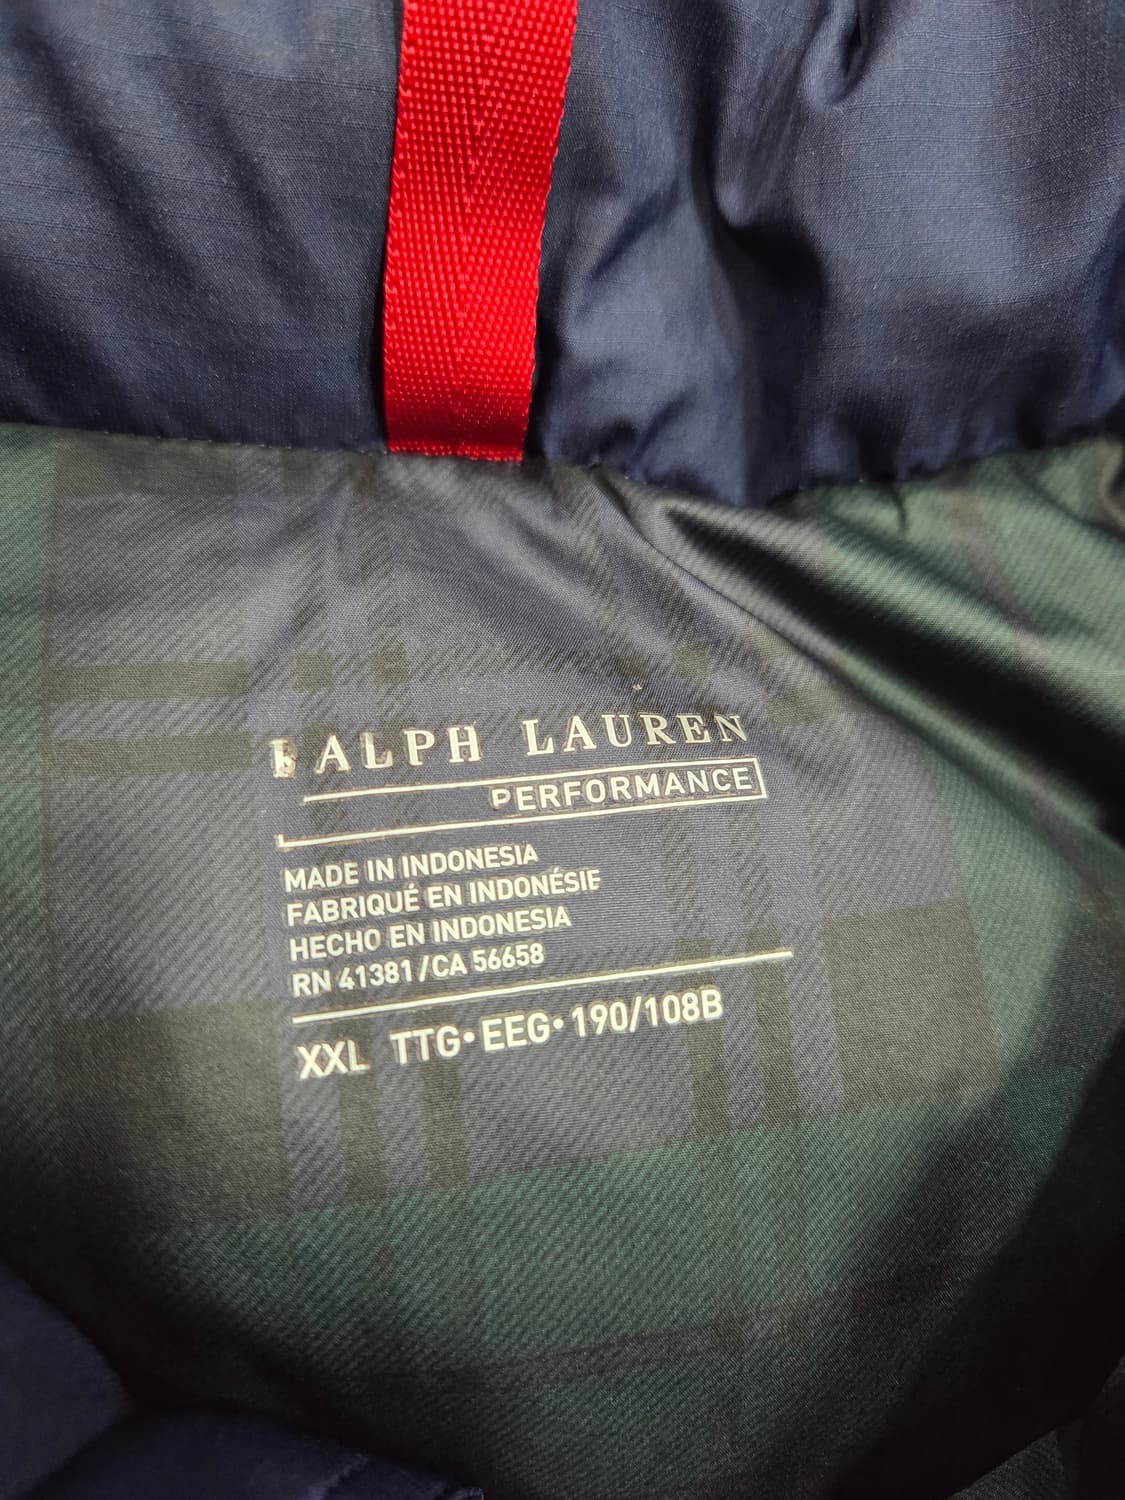 RALPH LAUREN
PERFORMANCE
MADE IN INDONESIA
FABRIQUÉ EN INDONÉSIE
HECHO EN INDONESIA
RN 41381/CA 56658
XXL TTG•EEG•190/108B